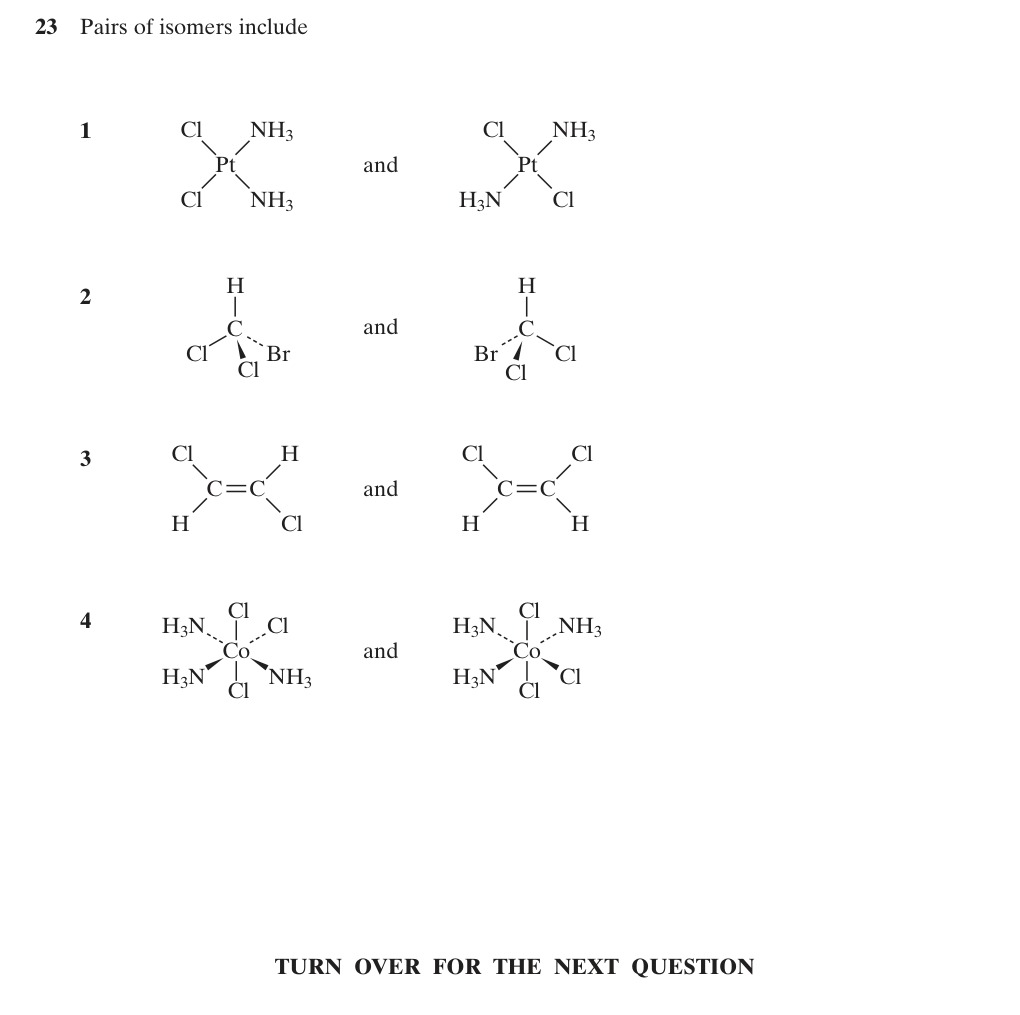 23 Pairs of isomers include
1
Cl NH3 Cl NH3
Pt and Pt
Cl NH3 H3N Cl
2
H H
C and C
Cl Br Br Cl
Cl Cl
3
Cl H Cl Cl
C=C and C=C
H Cl H H
4
Cl Cl
H3N Cl H3N NH3
Co and Co
H3N NH3 H3N Cl
Cl Cl
TURN OVER FOR THE NEXT QUESTION